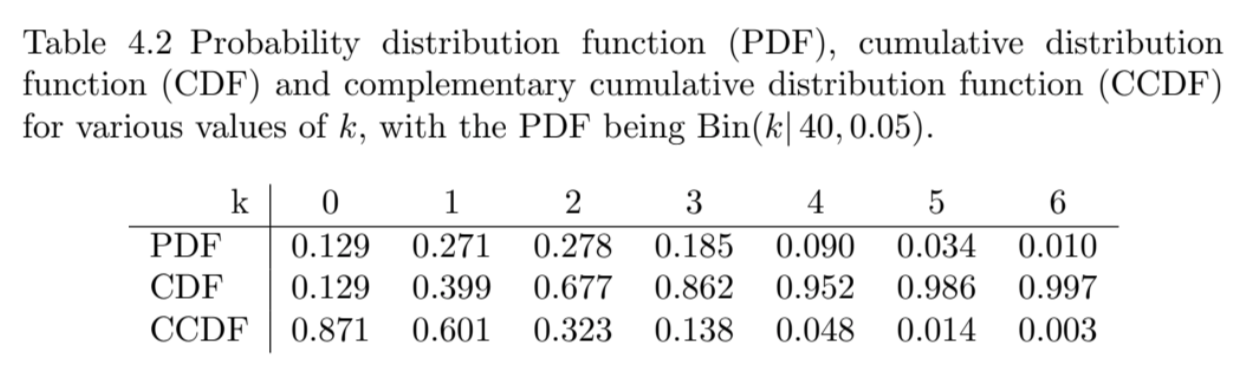 Table 4.2 Probability distribution function (PDF), cumulative distribution
function (CDF) and complementary cumulative distribution function (CCDF)
for various values of k, with the PDF being Bin(k| 40, 0.05).
k 0 1 2 3 4 5 6
PDF 0.129 0.271 0.278 0.185 0.090 0.034 0.010
CDF 0.129 0.399 0.677 0.862 0.952 0.986 0.997
CCDF 0.871 0.601 0.323 0.138 0.048 0.014 0.003